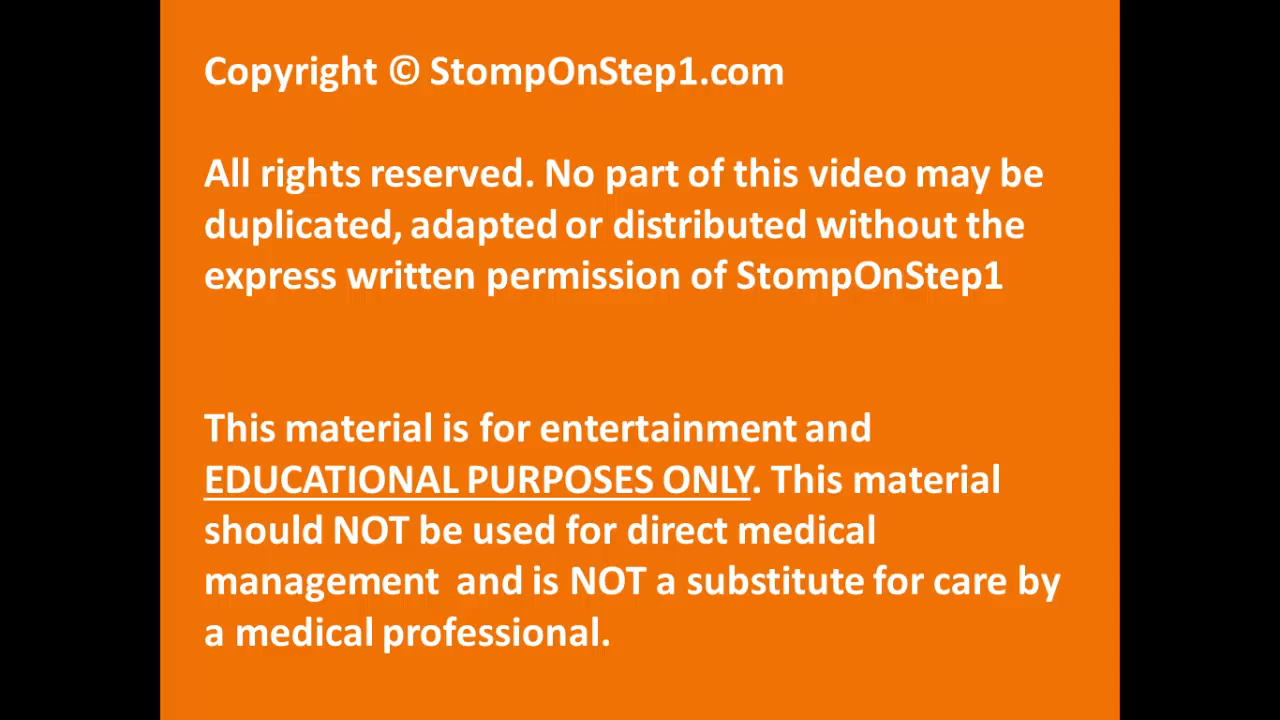 Copyright © StompOnStep1.com
All rights reserved. No part of this video may be
duplicated, adapted or distributed without the
express written permission of StompOnStep1
This material is for entertainment and
EDUCATIONAL PURPOSES ONLY. This material
should NOT be used for direct medical
management and is NOT a substitute for care by
a medical professional.